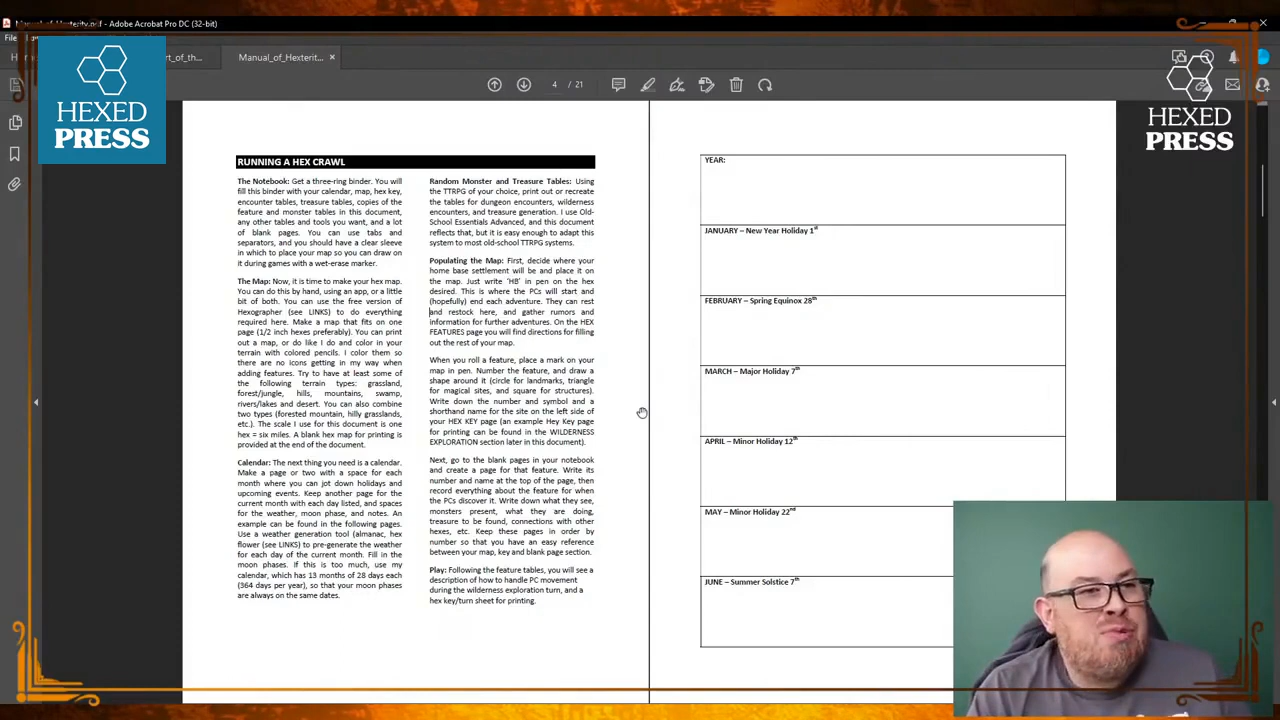 Manual_of_Hexterity.pdf - Adobe Acrobat Pro DC (32-bit)
Manual_of_Hexterit...
4 / 21
HEXED
PRESS
HEXED
PRESS
RUNNING A HEX CRAWL
The Notebook: Get a three-ring binder. You will
fill this binder with your calendar, map, hex key,
encounter tables, treasure tables, copies of the
feature and monster tables in this document,
any other tables and tools you want, and a lot
of blank pages. You can use tabs and
separators, and you should have a clear sleeve
in which to place your map so you can draw on
it during games with a wet-erase marker.
The Map: Now, it is time to make your hex map.
You can do this by hand, using an app, or a little
bit of both. You can use the free version of
Hexographer (see LINKS) to do everything
required here. Make a map that fits on one
page (1/2 inch hexes preferably). You can print
out a map, or do like I do and color in your
terrain with colored pencils. I color them so
there are no icons getting in my way when
adding features. Try to have at least some of
the following terrain types: grassland,
forest/jungle, hills, mountains, swamp,
rivers/lakes and desert. You can also combine
two types (forested mountain, hilly grasslands,
etc.). The scale I use for this document is one
hex = six miles. A blank hex map for printing is
provided at the end of the document.
Calendar: The next thing you need is a calendar.
Make a page or two with a space for each
month where you can jot down holidays and
upcoming events. Keep another page for the
current month with each day listed, and spaces
for the weather, moon phase, and notes. An
example can be found in the following pages.
Use a weather generation tool (almanac, hex
flower (see LINKS) to pre-generate the weather
for each day of the current month. Fill in the
moon phases. If this is too much, use my
calendar, which has 13 months of 28 days each
(364 days per year), so that your moon phases
are always on the same dates.
Random Monster and Treasure Tables: Using
the TTRPG of your choice, print out or recreate
the tables for dungeon encounters, wilderness
encounters, and treasure generation. I use Old-
School Essentials Advanced, and this document
reflects that, but it is easy enough to adapt this
system to most old-school TTRPG systems.
Populating the Map: First, decide where your
home base settlement will be and place it on
the map. Just write 'HB' in pen on the hex
desired. This is where the PCs will start and
(hopefully) end each adventure. They can rest
and restock here, and gather rumors and
information for further adventures. On the HEX
FEATURES page you will find directions for filling
out the rest of your map.
When you roll a feature, place a mark on your
map in pen. Number the feature, and draw a
shape around it (circle for landmarks, triangle
for magical sites, and square for structures).
Write down the number and symbol and a
shorthand name for the site on the left side of
your HEX KEY page (an example Hey Key page
for printing can be found in the WILDERNESS
EXPLORATION section later in this document).
Next, go to the blank pages in your notebook
and create a page for that feature. Write its
number and name at the top of the page, then
record everything about the feature for when
the PCs discover it. Write down what they see,
monsters present, what they are doing,
treasure to be found, connections with other
hexes, etc. Keep these pages in order by
number so that you have an easy reference
between your map, key and blank page section.
Play: Following the feature tables, you will see a
description of how to handle PC movement
during the wilderness exploration turn, and a
hex key/turn sheet for printing.
YEAR:
JANUARY – New Year Holiday 1st
FEBRUARY – Spring Equinox 28th
MARCH – Major Holiday 7th
APRIL – Minor Holiday 12th
MAY – Minor Holiday 22nd
JUNE – Summer Solstice 7th